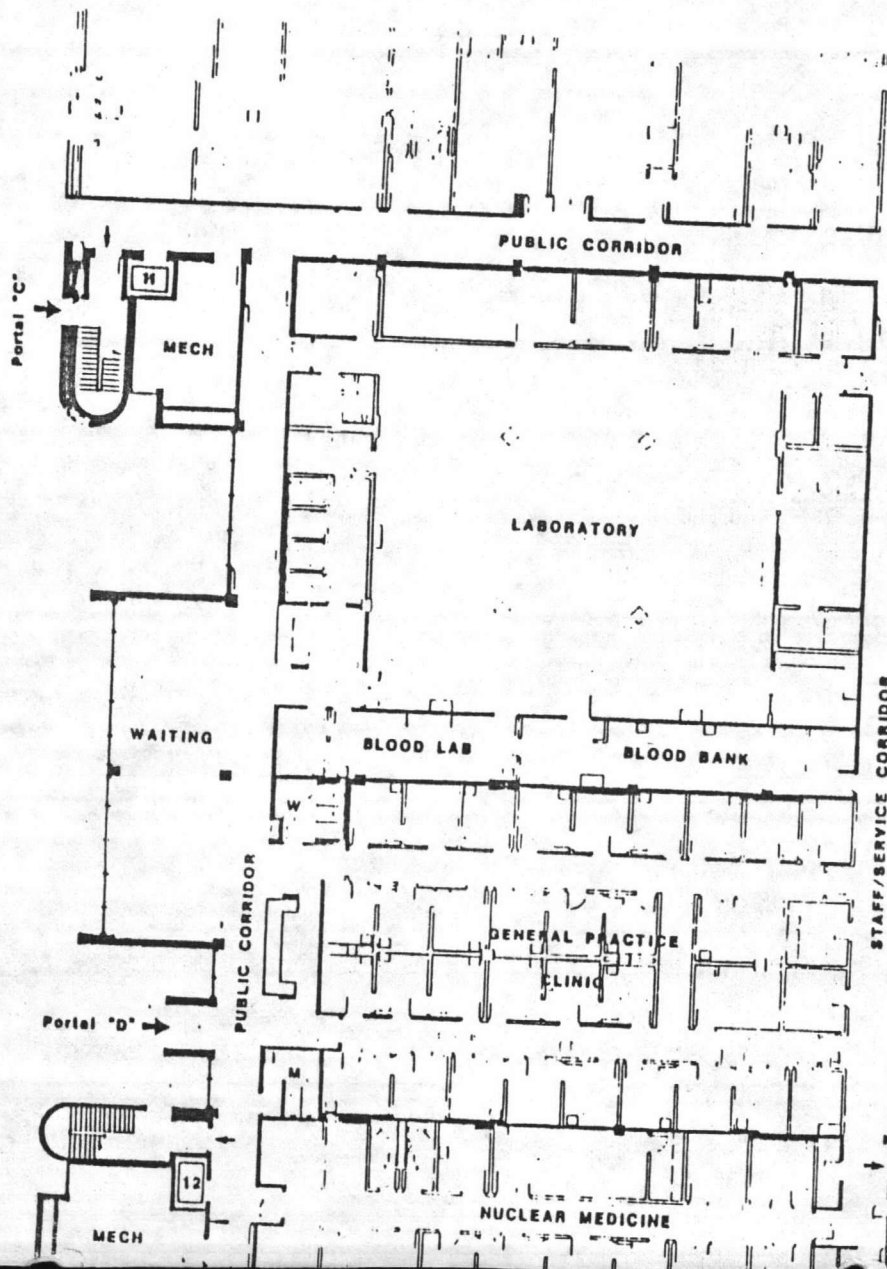 PUBLIC CORRIDOR
Portal "C"
11
MECH
LABORATORY
WAITING
BLOOD LAB
BLOOD BANK
W
STAFF/SERVICE CORRIDOR
PUBLIC CORRIDOR
GENERAL PRACTICE
CLINIC
Portal "D"
M
12
NUCLEAR MEDICINE
MECH